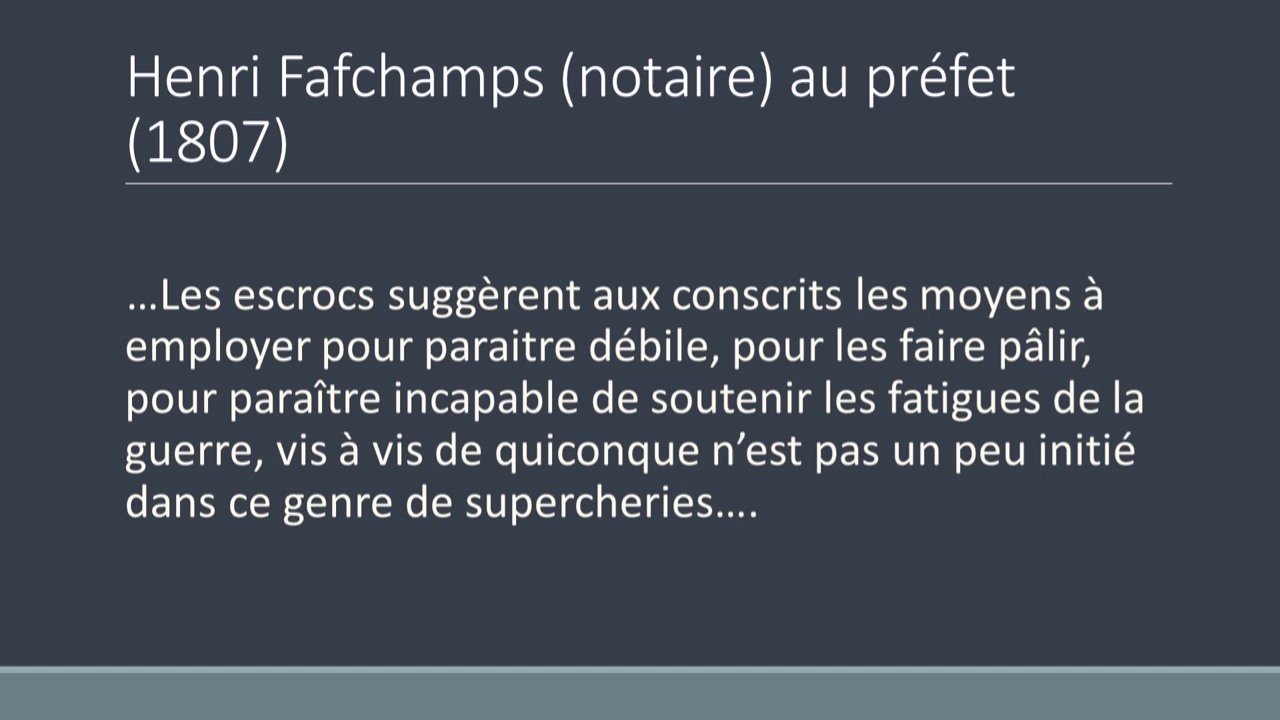 Henri Fafchamps (notaire) au préfet
(1807)
…Les escrocs suggèrent aux conscrits les moyens à
employer pour paraitre débile, pour les faire pâlir,
pour paraître incapable de soutenir les fatigues de la
guerre, vis à vis de quiconque n’est pas un peu initié
dans ce genre de supercheries….